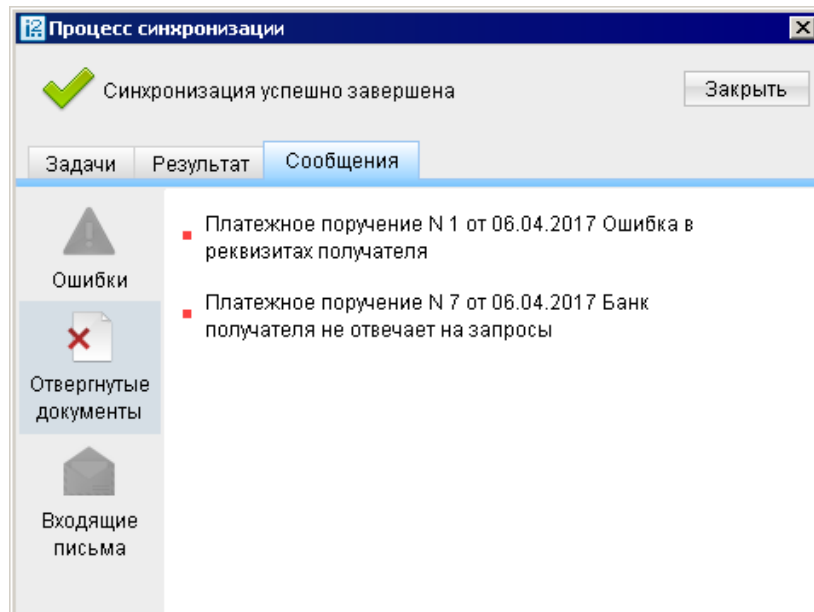 Процесс синхронизации
Синхронизация успешно завершена
Закрыть
Задачи Результат Сообщения
Ошибки
Отвергнутые
документы
Входящие
письма
Платежное поручение N 1 от 06.04.2017 Ошибка в
реквизитах получателя
Платежное поручение N 7 от 06.04.2017 Банк
получателя не отвечает на запросы